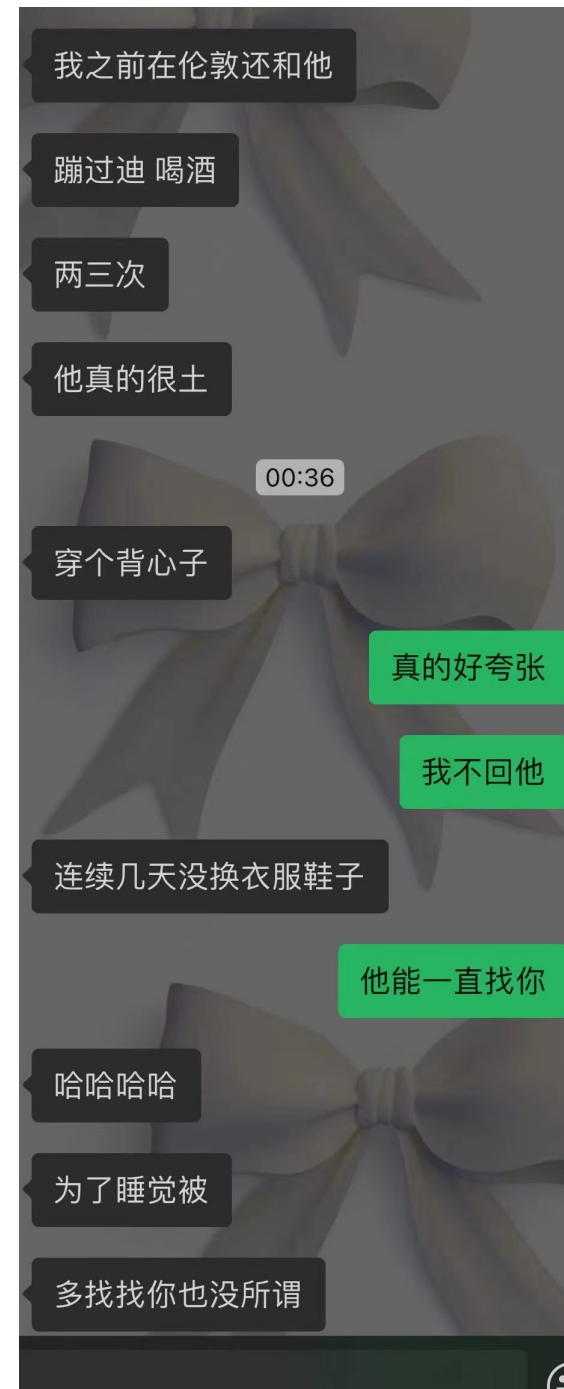 我之前在伦敦还和他
蹦过迪 喝酒
两三次
他真的很土
00:36
穿个背心子
真的好夸张
我不回他
连续几天没换衣服鞋子
他能一直找你
哈哈哈哈
为了睡觉被
多找找你也没所谓